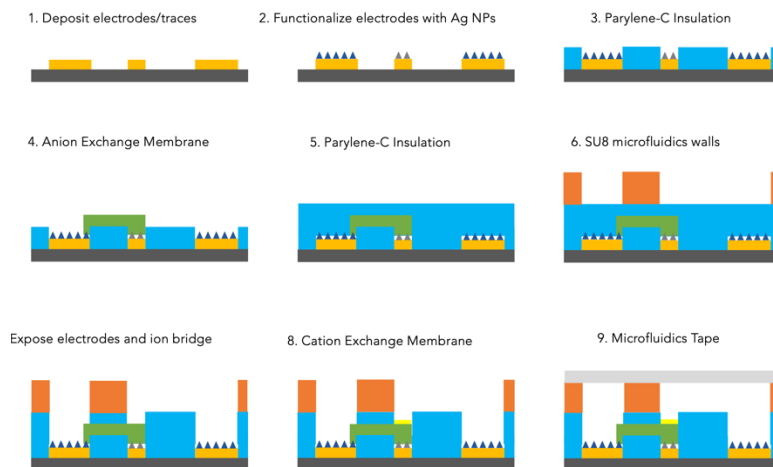 1. Deposit electrodes/traces
2. Functionalize electrodes with Ag NPs
3. Parylene-C Insulation
4. Anion Exchange Membrane
5. Parylene-C Insulation
6. SU8 microfluidics walls
Expose electrodes and ion bridge
8. Cation Exchange Membrane
9. Microfluidics Tape